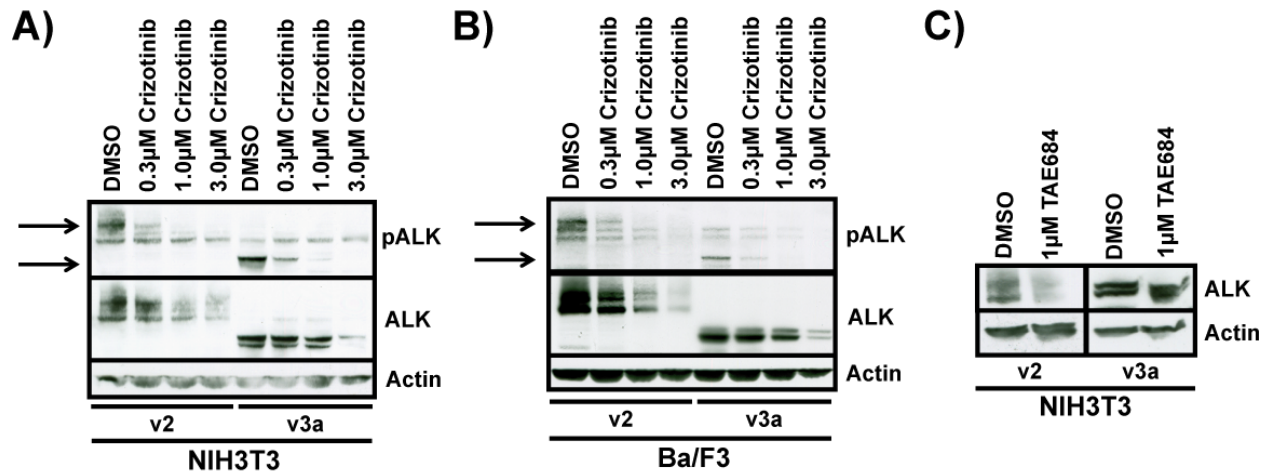 A)
DMSO
0.3µM Crizotinib
1.0µM Crizotinib
3.0µM Crizotinib
DMSO
0.3µM Crizotinib
1.0µM Crizotinib
3.0µM Crizotinib
pALK
ALK
Actin
v2
v3a
NIH3T3
B)
DMSO
0.3µM Crizotinib
1.0µM Crizotinib
3.0µM Crizotinib
DMSO
0.3µM Crizotinib
1.0µM Crizotinib
3.0µM Crizotinib
pALK
ALK
Actin
v2
v3a
Ba/F3
C)
DMSO
1µM TAE684
DMSO
1µM TAE684
ALK
Actin
v2
v3a
NIH3T3